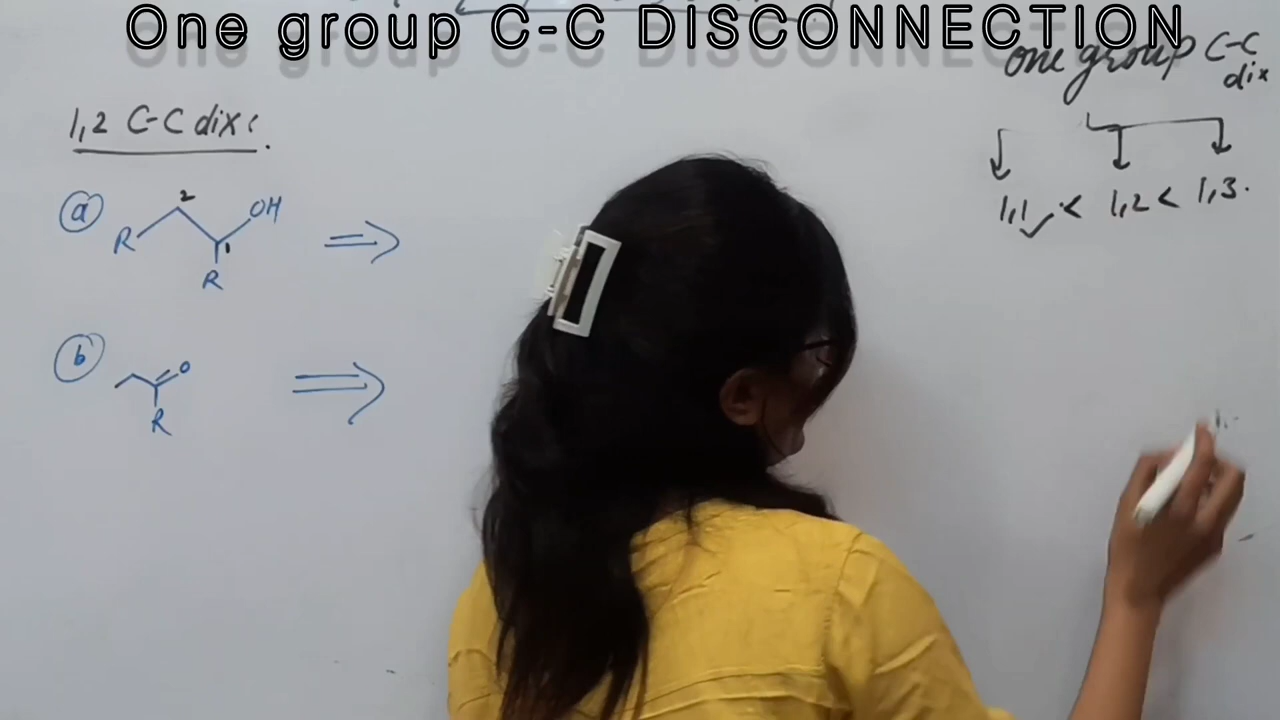 One group C-C DISCONNECTION
one group C-C
dix
1,2 C-C dix:
1,1 ✓ < 1,2 < 1,3.
a
2
OH
R
1
R
b
O
R